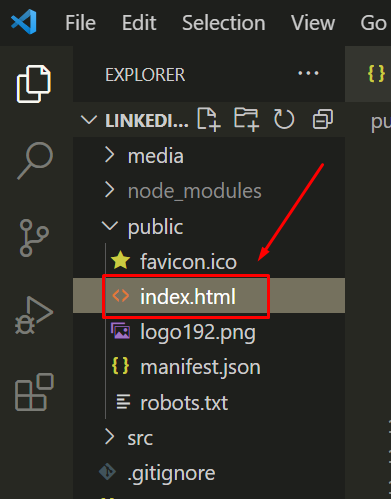 File Edit Selection View Go
EXPLORER ...
{}
LINKEDI...
pu
media
node_modules
public
favicon.ico
<> index.html
logo192.png
{} manifest.json
robots.txt
src
.gitignore